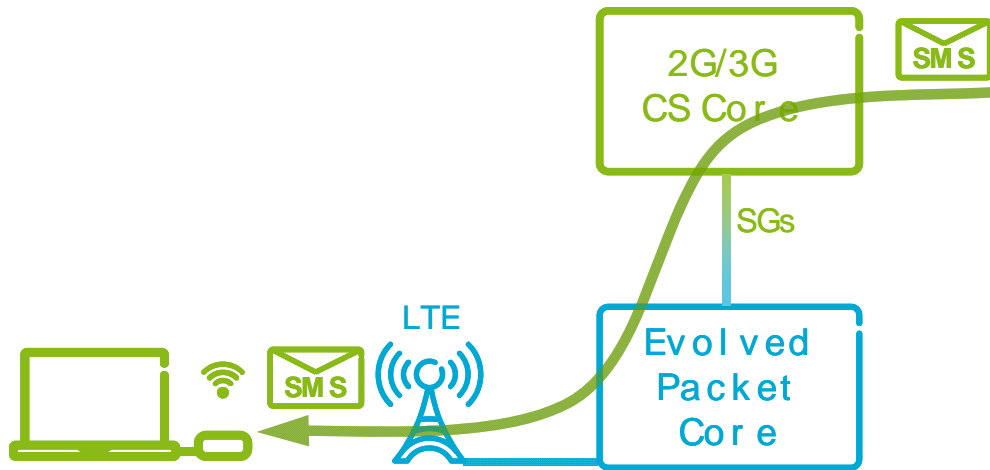 2G/3G
CS Core
SMS
SGs
LTE
Evolved
Packet
Core
SMS